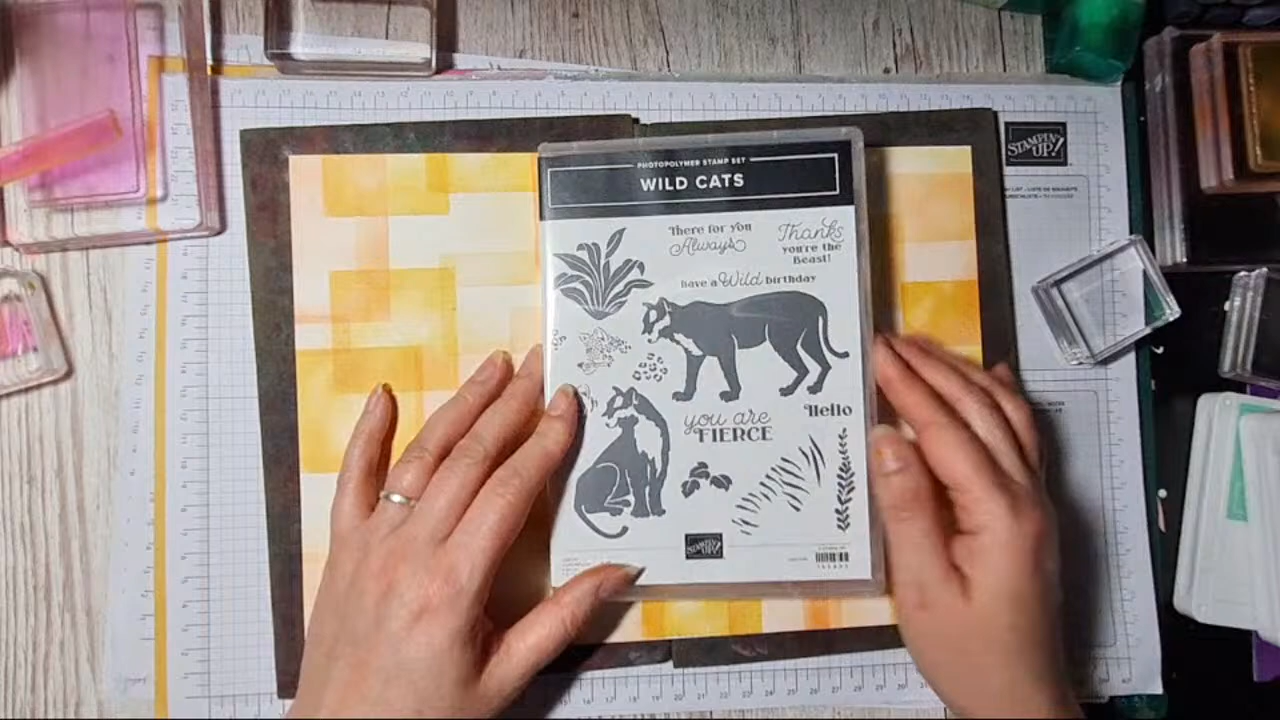 PHOTOPOLYMER STAMP SET
WILD CATS
There for you
Always
Thanks
you're the
Beast!
have a Wild birthday
you are
FIERCE
Hello
STAMPIN' UP!
STAMPIN' UP!